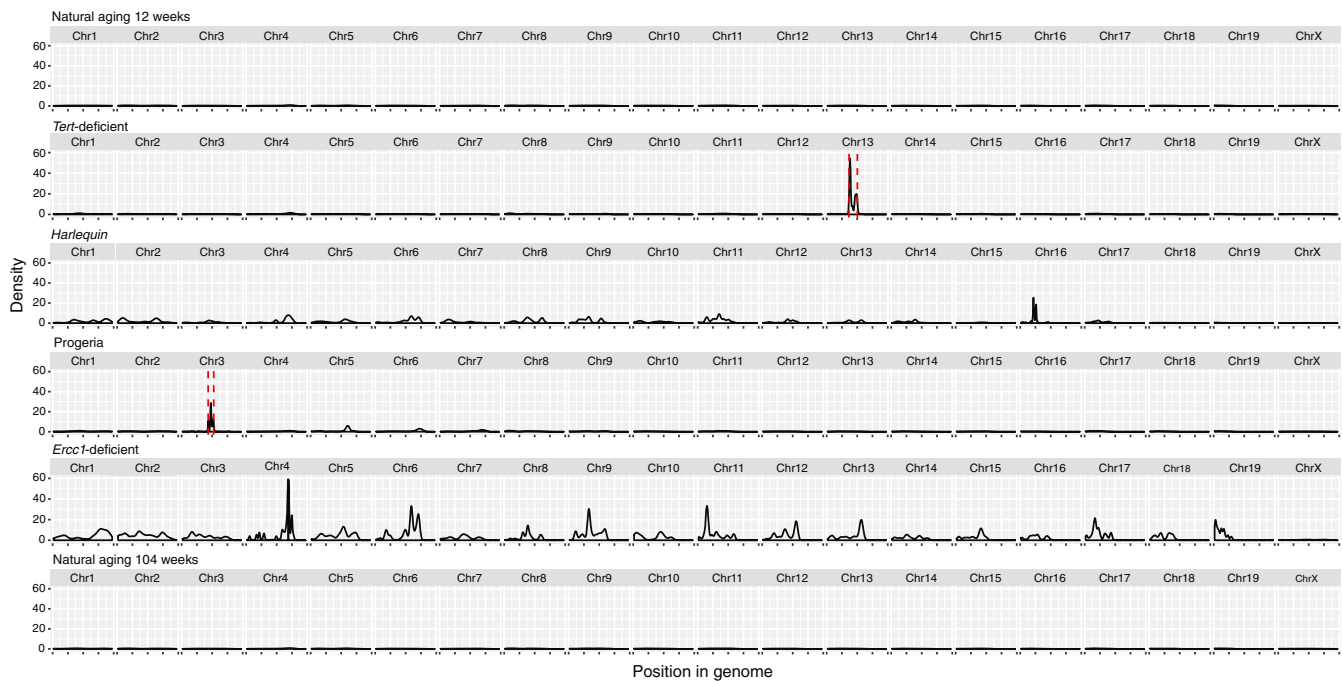 Natural aging 12 weeks
Chr1 Chr2 Chr3 Chr4 Chr5 Chr6 Chr7 Chr8 Chr9 Chr10 Chr11 Chr12 Chr13 Chr14 Chr15 Chr16 Chr17 Chr18 Chr19 ChrX
60
40
20
0
Tert-deficient
Chr1 Chr2 Chr3 Chr4 Chr5 Chr6 Chr7 Chr8 Chr9 Chr10 Chr11 Chr12 Chr13 Chr14 Chr15 Chr16 Chr17 Chr18 Chr19 ChrX
60
40
20
0
Harlequin
Chr1 Chr2 Chr3 Chr4 Chr5 Chr6 Chr7 Chr8 Chr9 Chr10 Chr11 Chr12 Chr13 Chr14 Chr15 Chr16 Chr17 Chr18 Chr19 ChrX
60
40
20
0
Density
Progeria
Chr1 Chr2 Chr3 Chr4 Chr5 Chr6 Chr7 Chr8 Chr9 Chr10 Chr11 Chr12 Chr13 Chr14 Chr15 Chr16 Chr17 Chr18 Chr19 ChrX
60
40
20
0
Ercc1-deficient
Chr1 Chr2 Chr3 Chr4 Chr5 Chr6 Chr7 Chr8 Chr9 Chr10 Chr11 Chr12 Chr13 Chr14 Chr15 Chr16 Chr17 Chr18 Chr19 ChrX
60
40
20
0
Natural aging 104 weeks
Chr1 Chr2 Chr3 Chr4 Chr5 Chr6 Chr7 Chr8 Chr9 Chr10 Chr11 Chr12 Chr13 Chr14 Chr15 Chr16 Chr17 Chr18 Chr19 ChrX
60
40
20
0
Position in genome